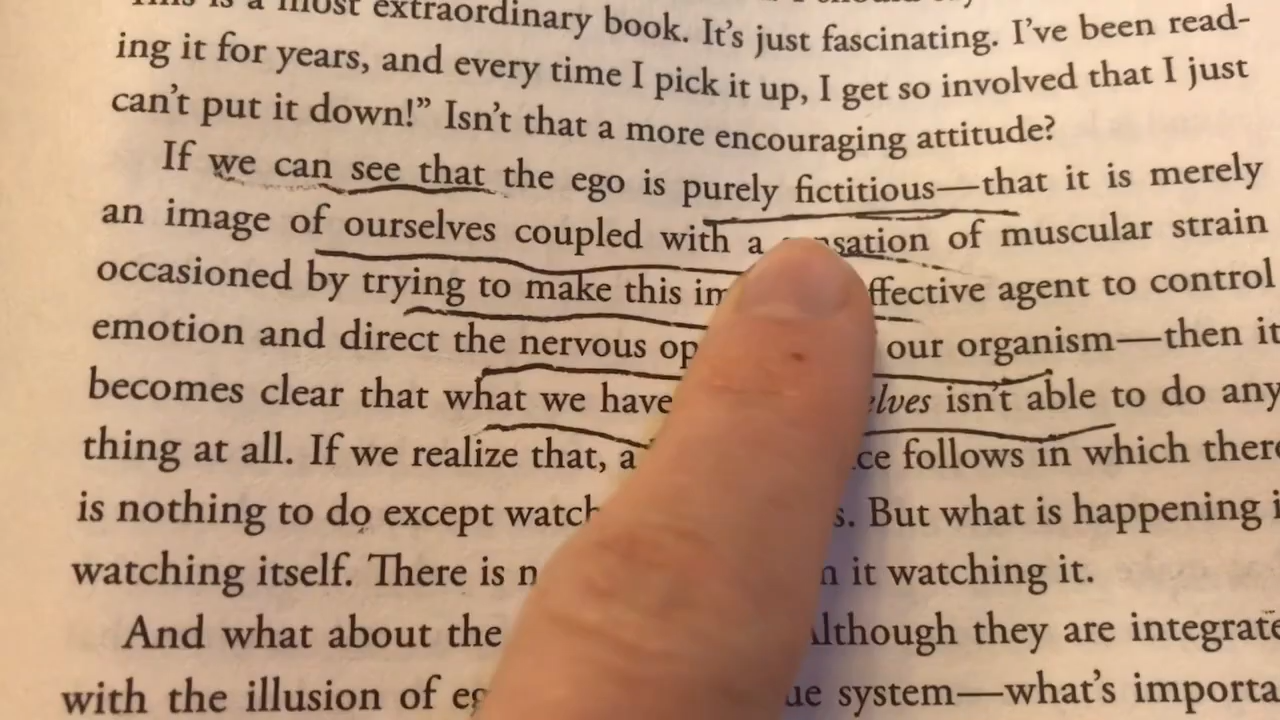 This is a most extraordinary book. It's just fascinating. I've been read-
ing it for years, and every time I pick it up, I get so involved that I just
can't put it down!" Isn't that a more encouraging attitude?
If we can see that the ego is purely fictitious—that it is merely
an image of ourselves coupled with a sensation of muscular strain
occasioned by trying to make this im ffective agent to control
emotion and direct the nervous op our organism—then it
becomes clear that what we have elves isn't able to do any
thing at all. If we realize that, a ce follows in which there
is nothing to do except watch s. But what is happening i
watching itself. There is n n it watching it.
And what about the Although they are integrate
with the illusion of eg ue system—what's importa